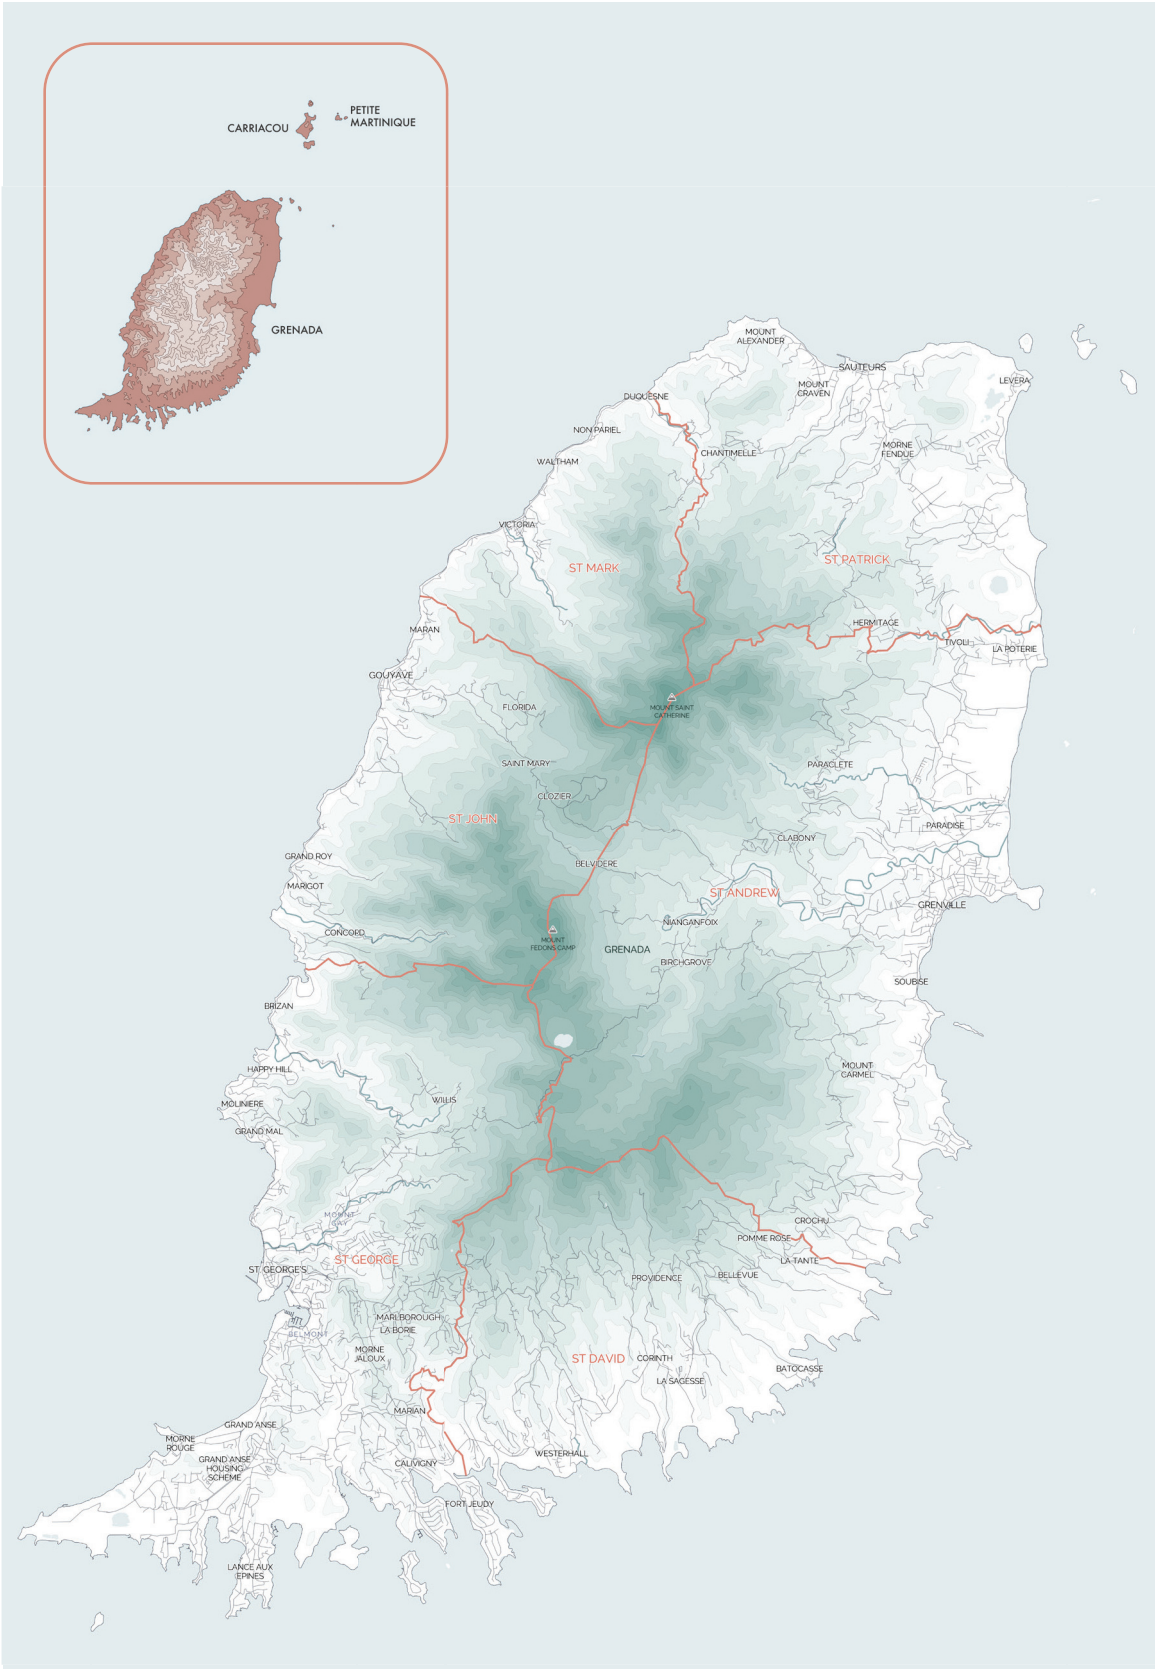 CARRIACOU
PETITE
MARTINIQUE
GRENADA
MOUNT
ALEXANDER
SAUTEURS
LEVERA
MOUNT
CRAVEN
DUQUESNE
NON PARIEL
CHANTIMELLE
MORNE
FENDUE
WALTHAM
VICTORIA
ST MARK
ST PATRICK
MARAN
HERMITAGE
TIVOLI
LA POTERIE
GOUYAVE
FLORIDA
MOUNT SAINT
CATHERINE
SAINT MARY
PARACLETE
CLOZIER
ST JOHN
PARADISE
CLABONY
GRAND ROY
BELVIDERE
MARIGOT
ST ANDREW
GRENVILLE
NIANGANFOIX
CONCORD
MOUNT
FEDONS CAMP
GRENADA
BIRCHGROVE
SOUBISE
BRIZAN
HAPPY HILL
MOUNT
CARMEL
WILLIS
MOLINIERE
GRAND MAL
MOUNT
GAY
CROCHU
POMME ROSE
ST GEORGE
LA TANTE
ST GEORGE'S
PROVIDENCE
BELLEVUE
MARLBOROUGH
LA BORIE
BELMONT
MORNE
JALOUX
ST DAVID
CORINTH
BATOCASSE
LA SAGESSE
MARIAN
GRAND ANSE
MORNE
ROUGE
WESTERHALL
GRAND ANSE
HOUSING
SCHEME
CALIVIGNY
FORT JEUDY
LANCE AUX
EPINES